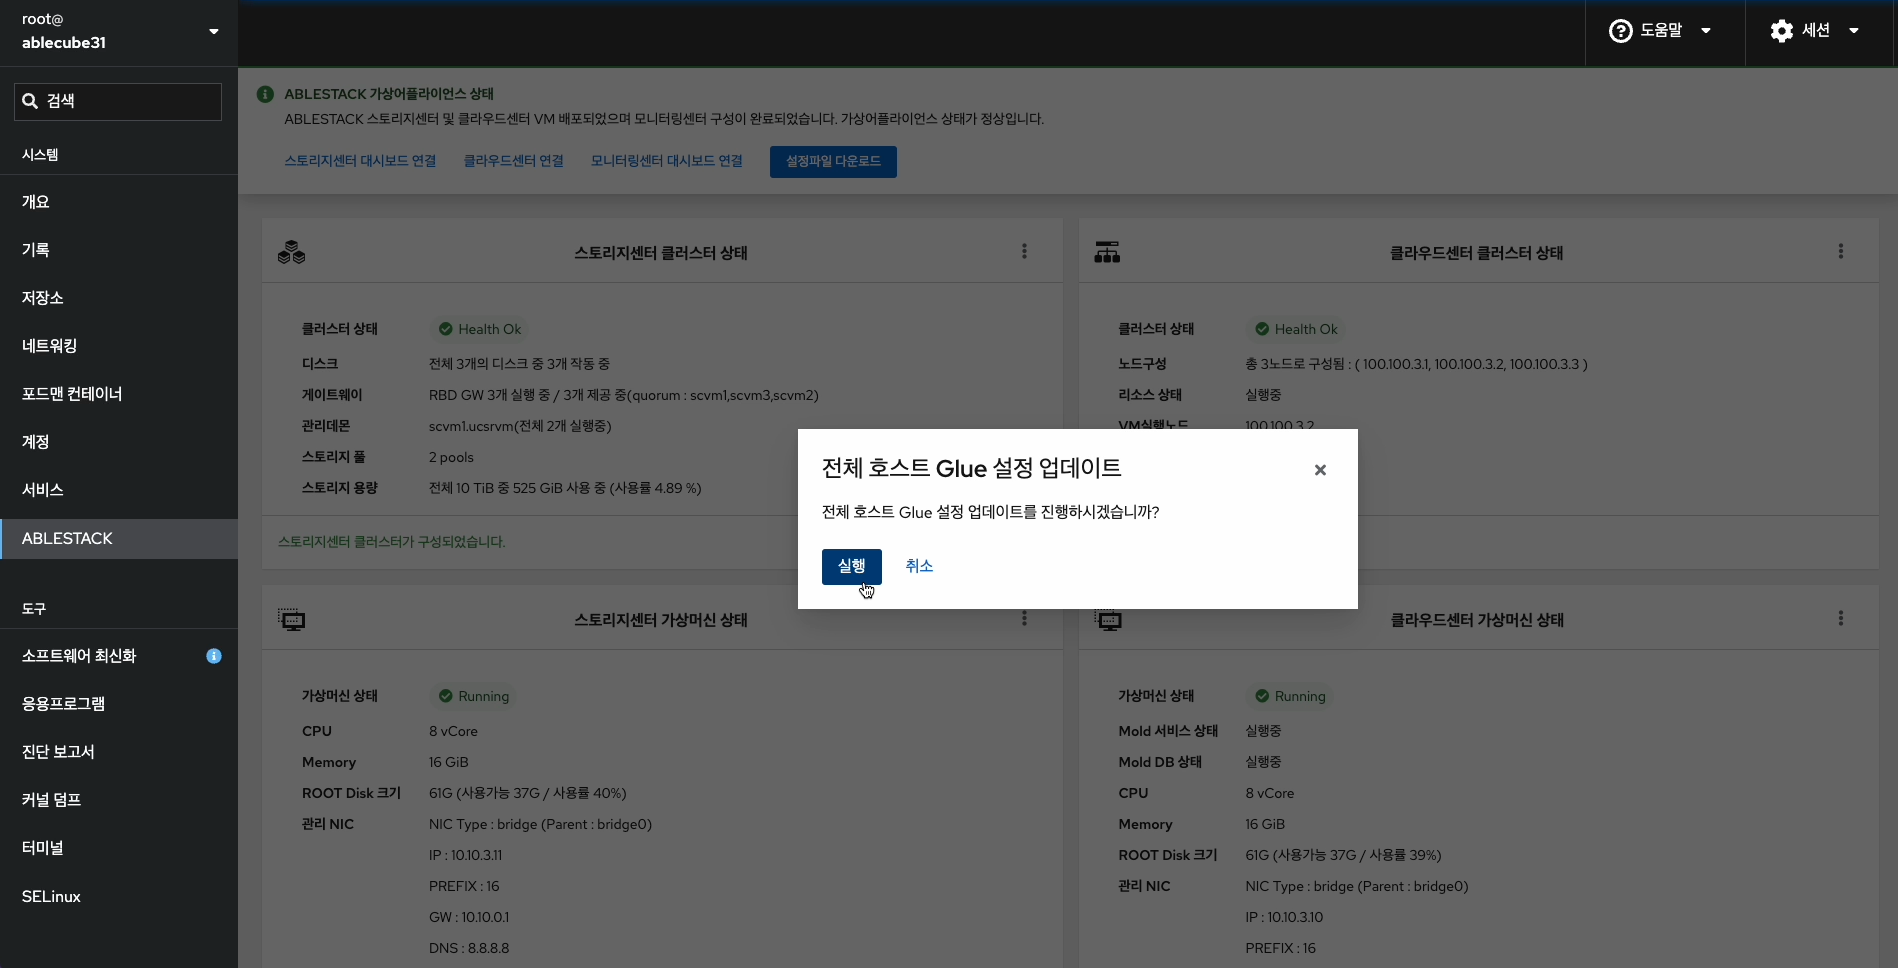 root@
ablecube31
도움말
세션
검색
시스템
개요
기록
저장소
네트워킹
포드맨 컨테이너
계정
서비스
ABLESTACK
도구
소프트웨어 최신화
응용프로그램
진단 보고서
커널 덤프
터미널
SELinux
ABLESTACK 가상어플라이언스 상태
ABLESTACK 스토리지센터 및 클라우드센터 VM 배포되었으며 모니터링센터 구성이 완료되었습니다. 가상어플라이언스 상태가 정상입니다.
스토리지센터 대시보드 연결 클라우드센터 연결 모니터링센터 대시보드 연결 설정파일 다운로드
스토리지센터 클러스터 상태
클러스터 상태 Health Ok
디스크 전체 3개의 디스크 중 3개 작동 중
게이트웨이 RBD GW 3개 실행 중 / 3개 제공 중(quorum : scvm1,scvm3,scvm2)
관리데몬 scvm1.ucsrvm(전체 2개 실행중)
스토리지 풀 2 pools
스토리지 용량 전체 10 TiB 중 525 GiB 사용 중 (사용률 4.89 %)
스토리지센터 클러스터가 구성되었습니다.
클라우드센터 클러스터 상태
클러스터 상태 Health Ok
노드구성 총 3노드로 구성됨 : ( 100.100.3.1, 100.100.3.2, 100.100.3.3 )
리소스 상태 실행중
VM실행노드 100.100.3.2
전체 호스트 Glue 설정 업데이트
전체 호스트 Glue 설정 업데이트를 진행하시겠습니까?
실행 취소
스토리지센터 가상머신 상태
가상머신 상태 Running
CPU 8 vCore
Memory 16 GiB
ROOT Disk 크기 61G (사용가능 37G / 사용률 40%)
관리 NIC NIC Type : bridge (Parent : bridge0)
IP : 10.10.3.11
PREFIX : 16
GW : 10.10.0.1
DNS : 8.8.8.8
클라우드센터 가상머신 상태
가상머신 상태 Running
Mold 서비스 상태 실행중
Mold DB 상태 실행중
CPU 8 vCore
Memory 16 GiB
ROOT Disk 크기 61G (사용가능 37G / 사용률 39%)
관리 NIC NIC Type : bridge (Parent : bridge0)
IP : 10.10.3.10
PREFIX : 16